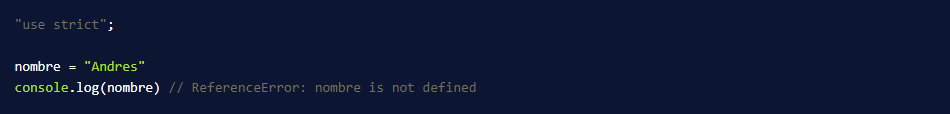 "use strict";
nombre = "Andres"
console.log(nombre) // ReferenceError: nombre is not defined